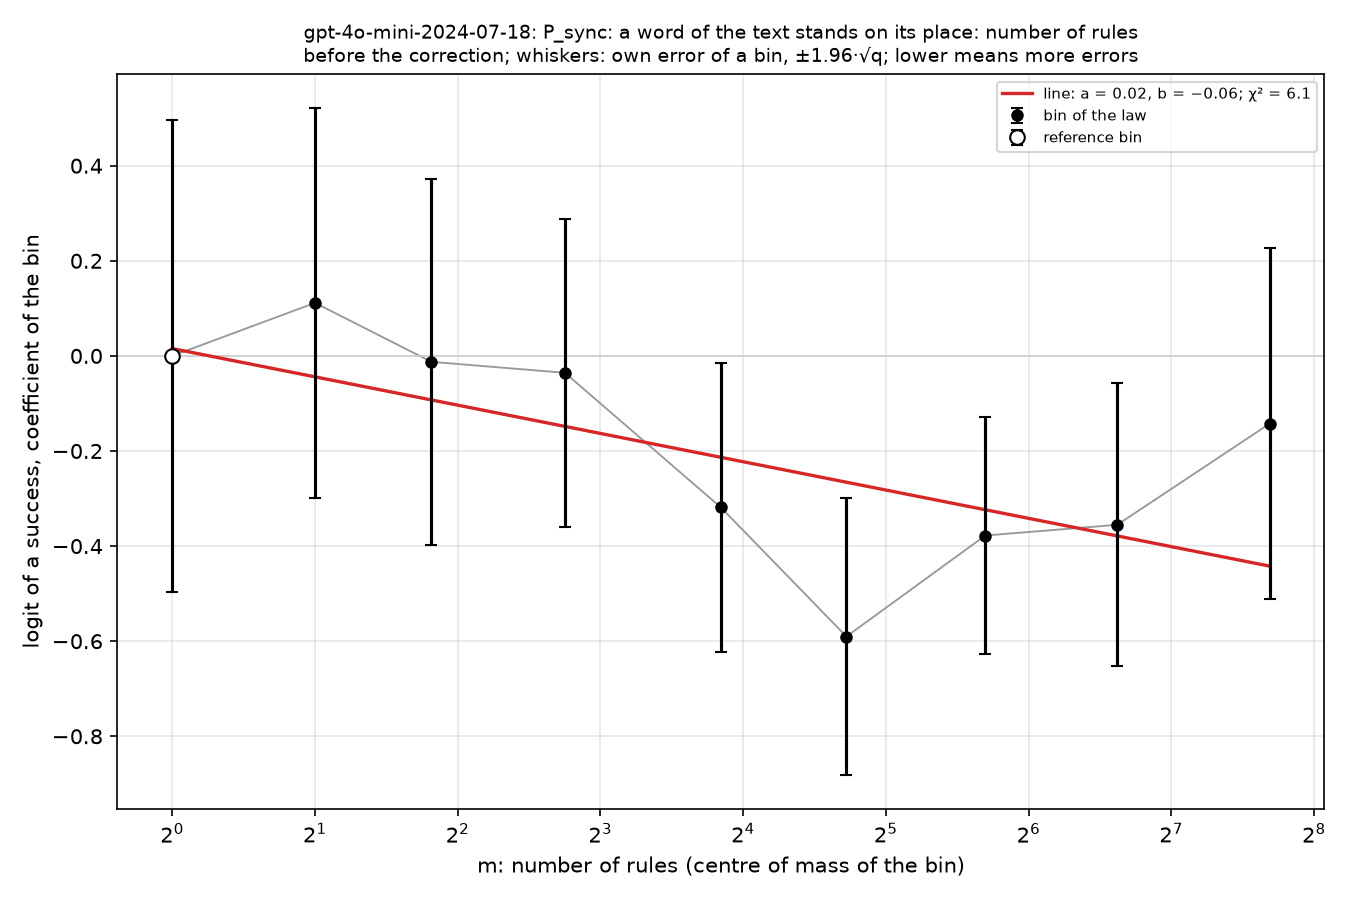 gpt-4o-mini-2024-07-18: P_sync: a word of the text stands on its place: number of rules
before the correction; whiskers: own error of a bin, ±1.96·√q; lower means more errors
line: a = 0.02, b = −0.06; χ² = 6.1
bin of the law
reference bin
logit of a success, coefficient of the bin
0.4
0.2
0.0
−0.2
−0.4
−0.6
−0.8
2⁰ 2¹ 2² 2³ 2⁴ 2⁵ 2⁶ 2⁷ 2⁸
m: number of rules (centre of mass of the bin)